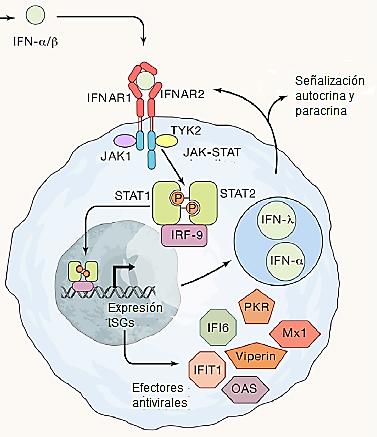 IFN-α/β
Señalización
autocrina y
paracrina
IFNAR1
IFNAR2
TYK2
JAK1
JAK-STAT
STAT1
STAT2
P
P
IRF-9
IFN-λ
IFN-α
Expresión
tSGs
PKR
IFI6
Mx1
Viperin
IFIT1
OAS
Efectores
antivirales